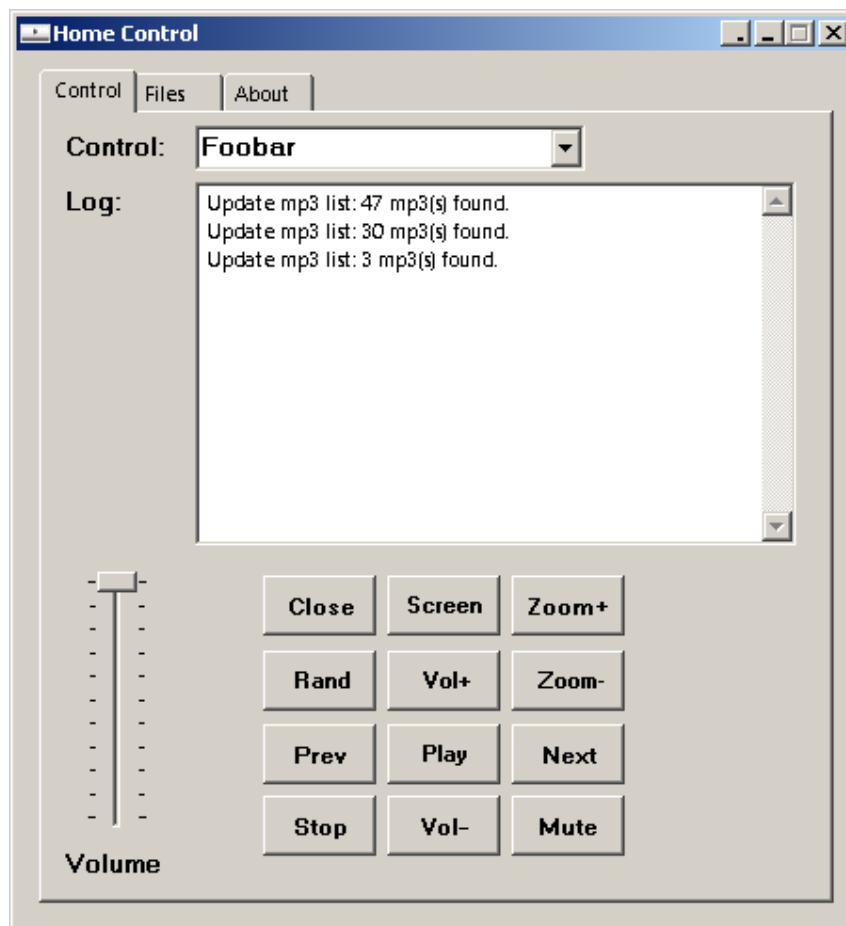 Home Control
Control Files About
Control: Foobar
Log:
Update mp3 list: 47 mp3(s) found.
Update mp3 list: 30 mp3(s) found.
Update mp3 list: 3 mp3(s) found.
Close Screen Zoom+
Rand Vol+ Zoom-
Prev Play Next
Stop Vol- Mute
Volume